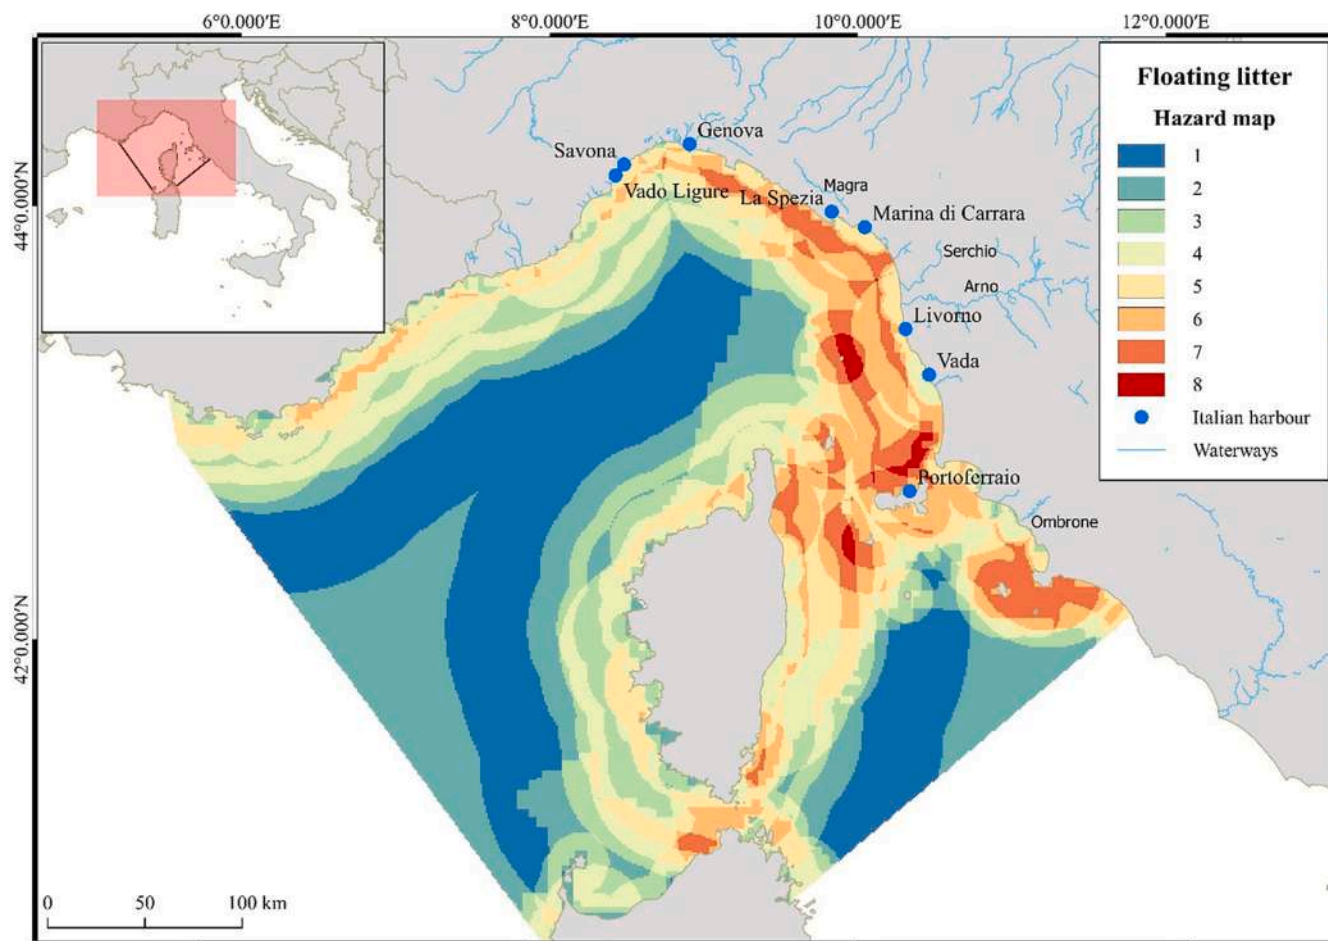 6°0.000'E
8°0.000'E
10°0.000'E
12°0.000'E
44°0.000'N
42°0.000'N
Floating litter
Hazard map
1
2
3
4
5
6
7
8
Italian harbour
Waterways
Genova
Savona
Vado Ligure
La Spezia
Magra
Marina di Carrara
Serchio
Arno
Livorno
Vada
Portoferraio
Ombrone
0 50 100 km